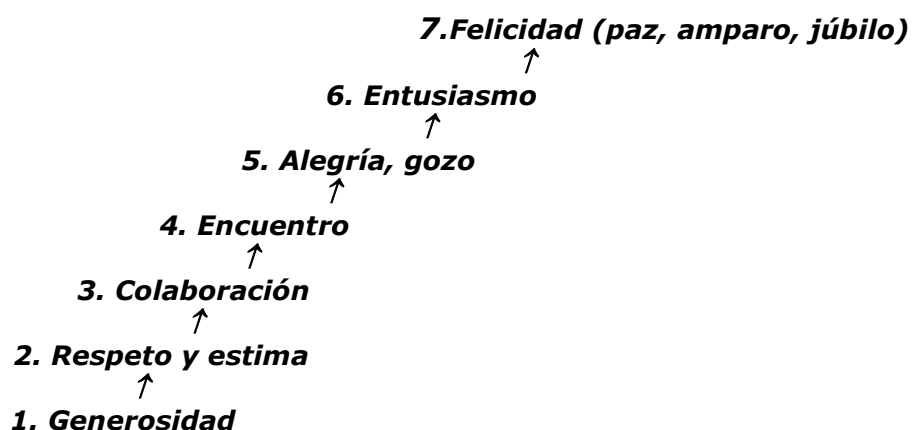 7.Felicidad (paz, amparo, júbilo)
6. Entusiasmo
5. Alegría, gozo
4. Encuentro
3. Colaboración
2. Respeto y estima
1. Generosidad